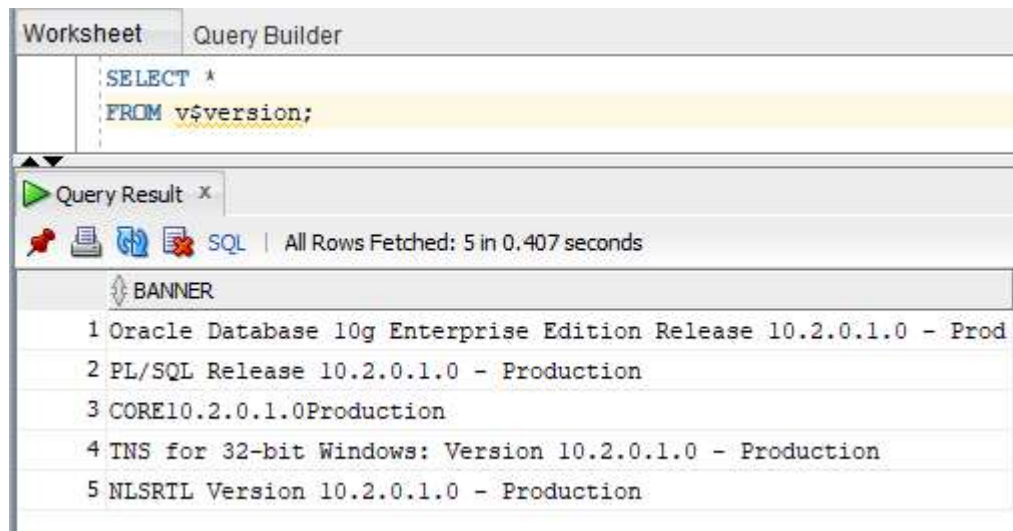 Worksheet Query Builder
SELECT *
FROM v$version;
Query Result x
SQL | All Rows Fetched: 5 in 0.407 seconds
BANNER
1 Oracle Database 10g Enterprise Edition Release 10.2.0.1.0 - Prod
2 PL/SQL Release 10.2.0.1.0 - Production
3 CORE10.2.0.1.0Production
4 TNS for 32-bit Windows: Version 10.2.0.1.0 - Production
5 NLSRTL Version 10.2.0.1.0 - Production